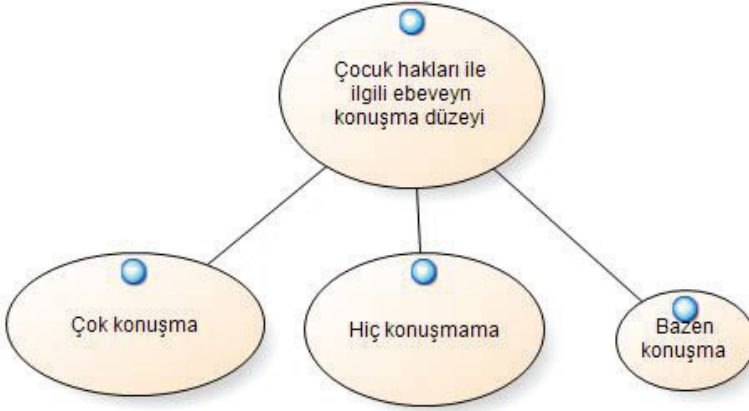 Çocuk hakları ile
ilgili ebeveyn
konuşma düzeyi
Çok konuşma
Hiç konuşmama
Bazen
konuşma